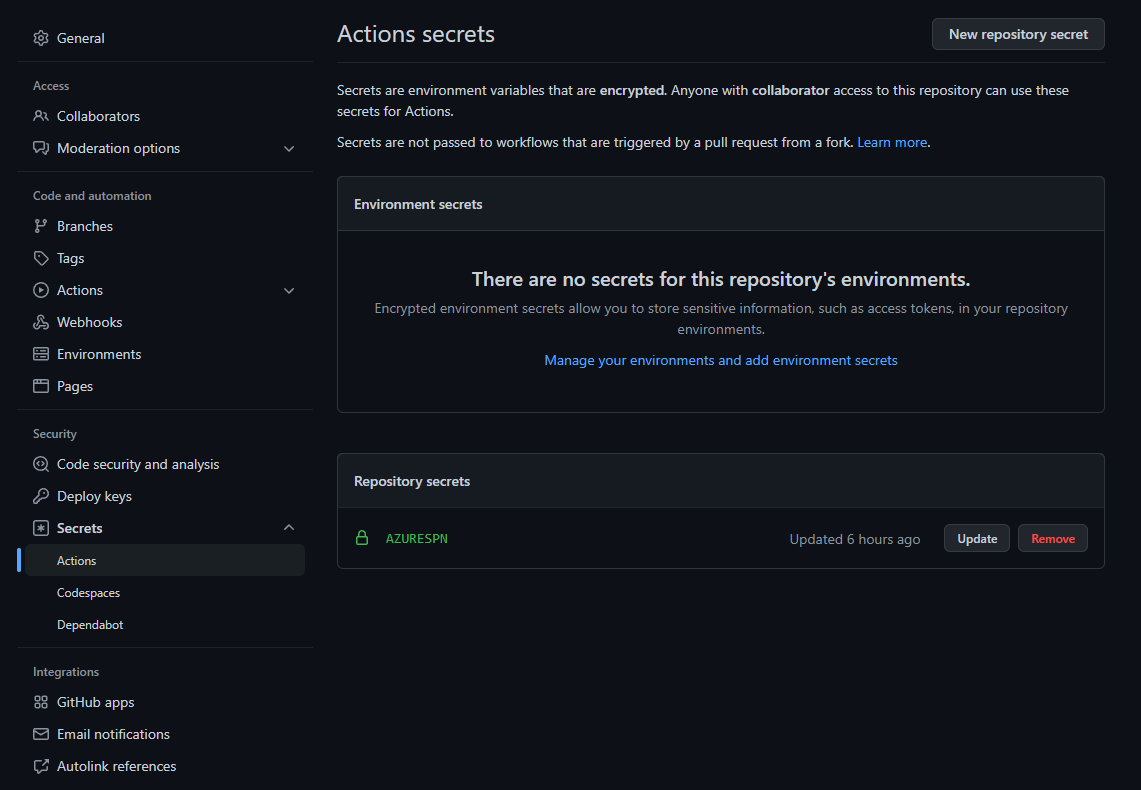 General
Access
Collaborators
Moderation options
Code and automation
Branches
Tags
Actions
Webhooks
Environments
Pages
Security
Code security and analysis
Deploy keys
Secrets
Actions
Codespaces
Dependabot
Integrations
GitHub apps
Email notifications
Autolink references
Actions secrets
New repository secret
Secrets are environment variables that are encrypted. Anyone with collaborator access to this repository can use these
secrets for Actions.
Secrets are not passed to workflows that are triggered by a pull request from a fork. Learn more.
Environment secrets
There are no secrets for this repository's environments.
Encrypted environment secrets allow you to store sensitive information, such as access tokens, in your repository
environments.
Manage your environments and add environment secrets
Repository secrets
AZURESPN
Updated 6 hours ago
Update
Remove